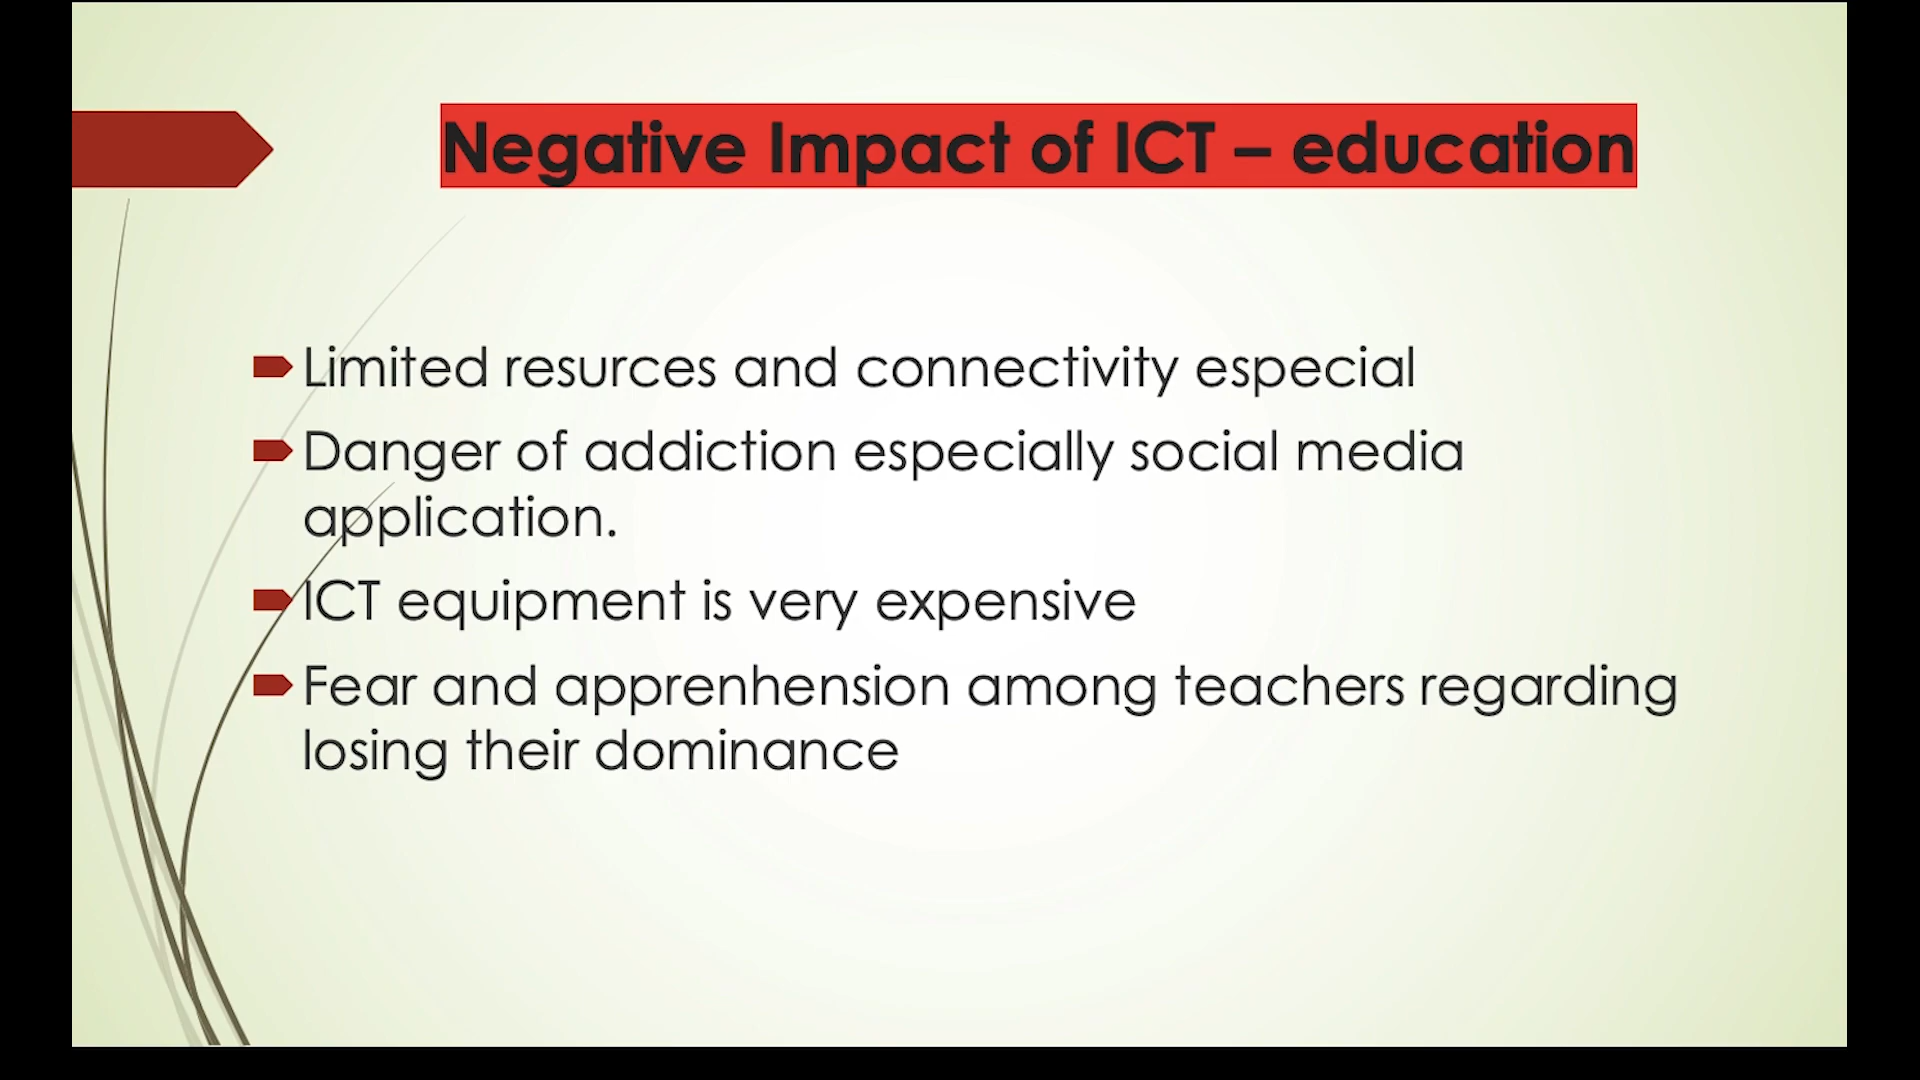 Negative Impact of ICT – education
Limited resurces and connectivity especial
Danger of addiction especially social media
application.
ICT equipment is very expensive
Fear and apprenhension among teachers regarding
losing their dominance